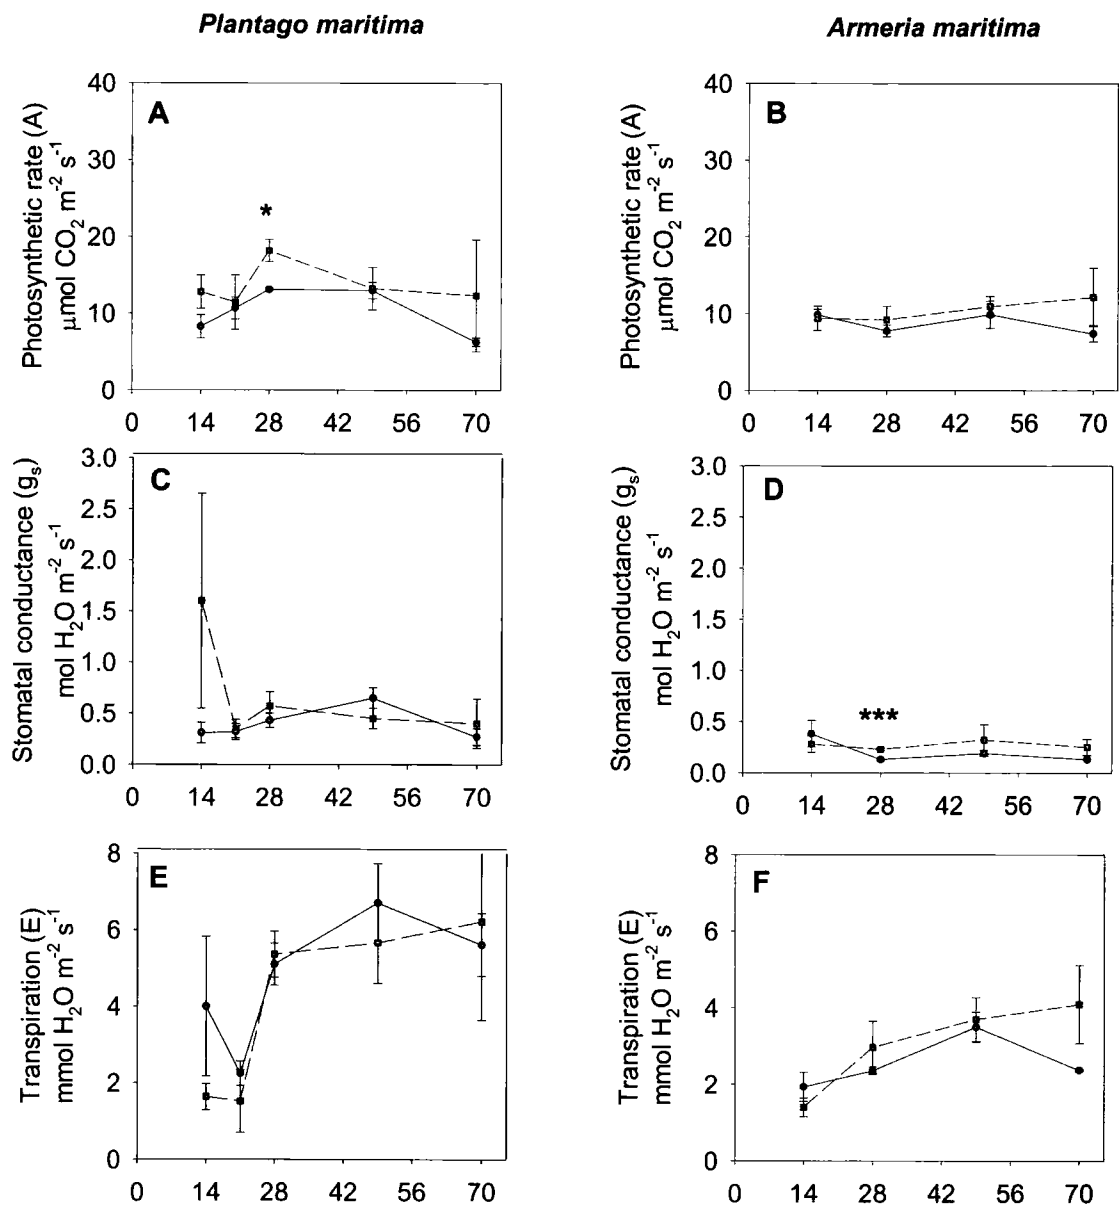 Plantago maritima
Armeria maritima
Photosynthetic rate (A)
μmol CO₂ m⁻² s⁻¹
40
30
20
10
0
A
*
0 14 28 42 56 70
Photosynthetic rate (A)
μmol CO₂ m⁻² s⁻¹
40
30
20
10
0
B
0 14 28 42 56 70
Stomatal conductance (gₛ)
mol H₂O m⁻² s⁻¹
3.0
2.5
2.0
1.5
1.0
0.5
0.0
C
0 14 28 42 56 70
Stomatal conductance (gₛ)
mol H₂O m⁻² s⁻¹
3.0
2.5
2.0
1.5
1.0
0.5
0.0
D
***
0 14 28 42 56 70
Transpiration (E)
mmol H₂O m⁻² s⁻¹
8
6
4
2
0
E
0 14 28 42 56 70
Transpiration (E)
mmol H₂O m⁻² s⁻¹
8
6
4
2
0
F
0 14 28 42 56 70